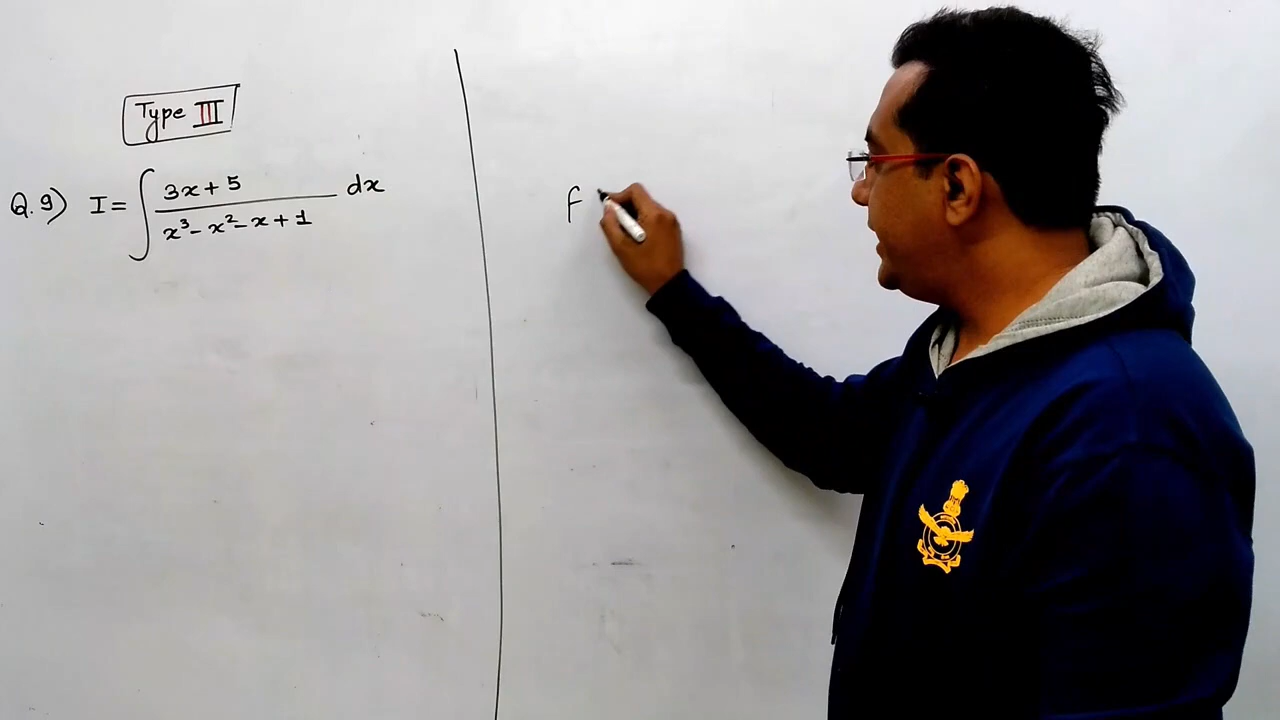 Type III
Q.9) I = ∫ (3x + 5)/(x³ - x² - x + 1) dx
f